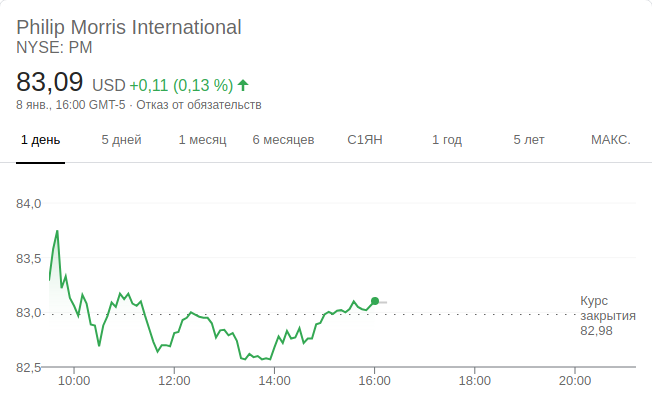 Philip Morris International
NYSE: PM
83,09 USD +0,11 (0,13 %)
8 янв., 16:00 GMT-5 · Отказ от обязательств
1 день 5 дней 1 месяц 6 месяцев С1ЯН 1 год 5 лет МАКС.
84,0
83,5
83,0
82,5
Курс
закрытия
82,98
10:00 12:00 14:00 16:00 18:00 20:00